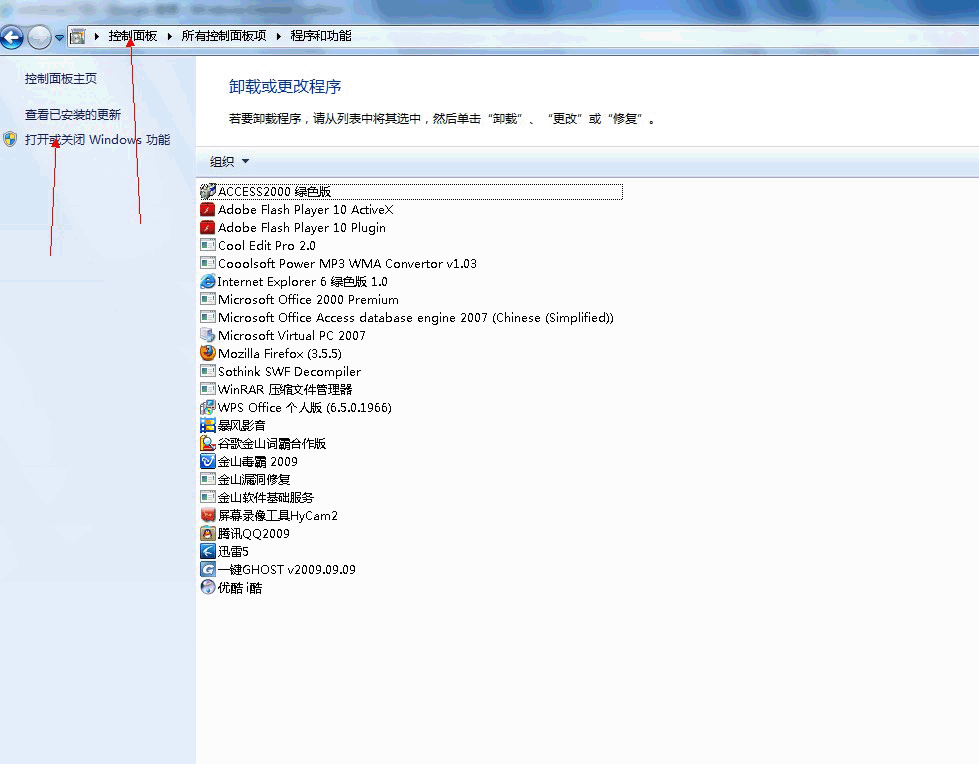 控制面板 所有控制面板项 程序和功能
控制面板主页
查看已安装的更新
打开或关闭 Windows 功能
卸载或更改程序
若要卸载程序，请从列表中将其选中，然后单击“卸载”、“更改”或“修复”。
组织
ACCESS2000 绿色版
Adobe Flash Player 10 ActiveX
Adobe Flash Player 10 Plugin
Cool Edit Pro 2.0
Cooolsoft Power MP3 WMA Convertor v1.03
Internet Explorer 6 绿色版 1.0
Microsoft Office 2000 Premium
Microsoft Office Access database engine 2007 (Chinese (Simplified))
Microsoft Virtual PC 2007
Mozilla Firefox (3.5.5)
Sothink SWF Decompiler
WinRAR 压缩文件管理器
WPS Office 个人版 (6.5.0.1966)
暴风影音
谷歌金山词霸合作版
金山毒霸 2009
金山漏洞修复
金山软件基础服务
屏幕录像工具HyCam2
腾讯QQ2009
迅雷5
一键GHOST v2009.09.09
优酷 i酷